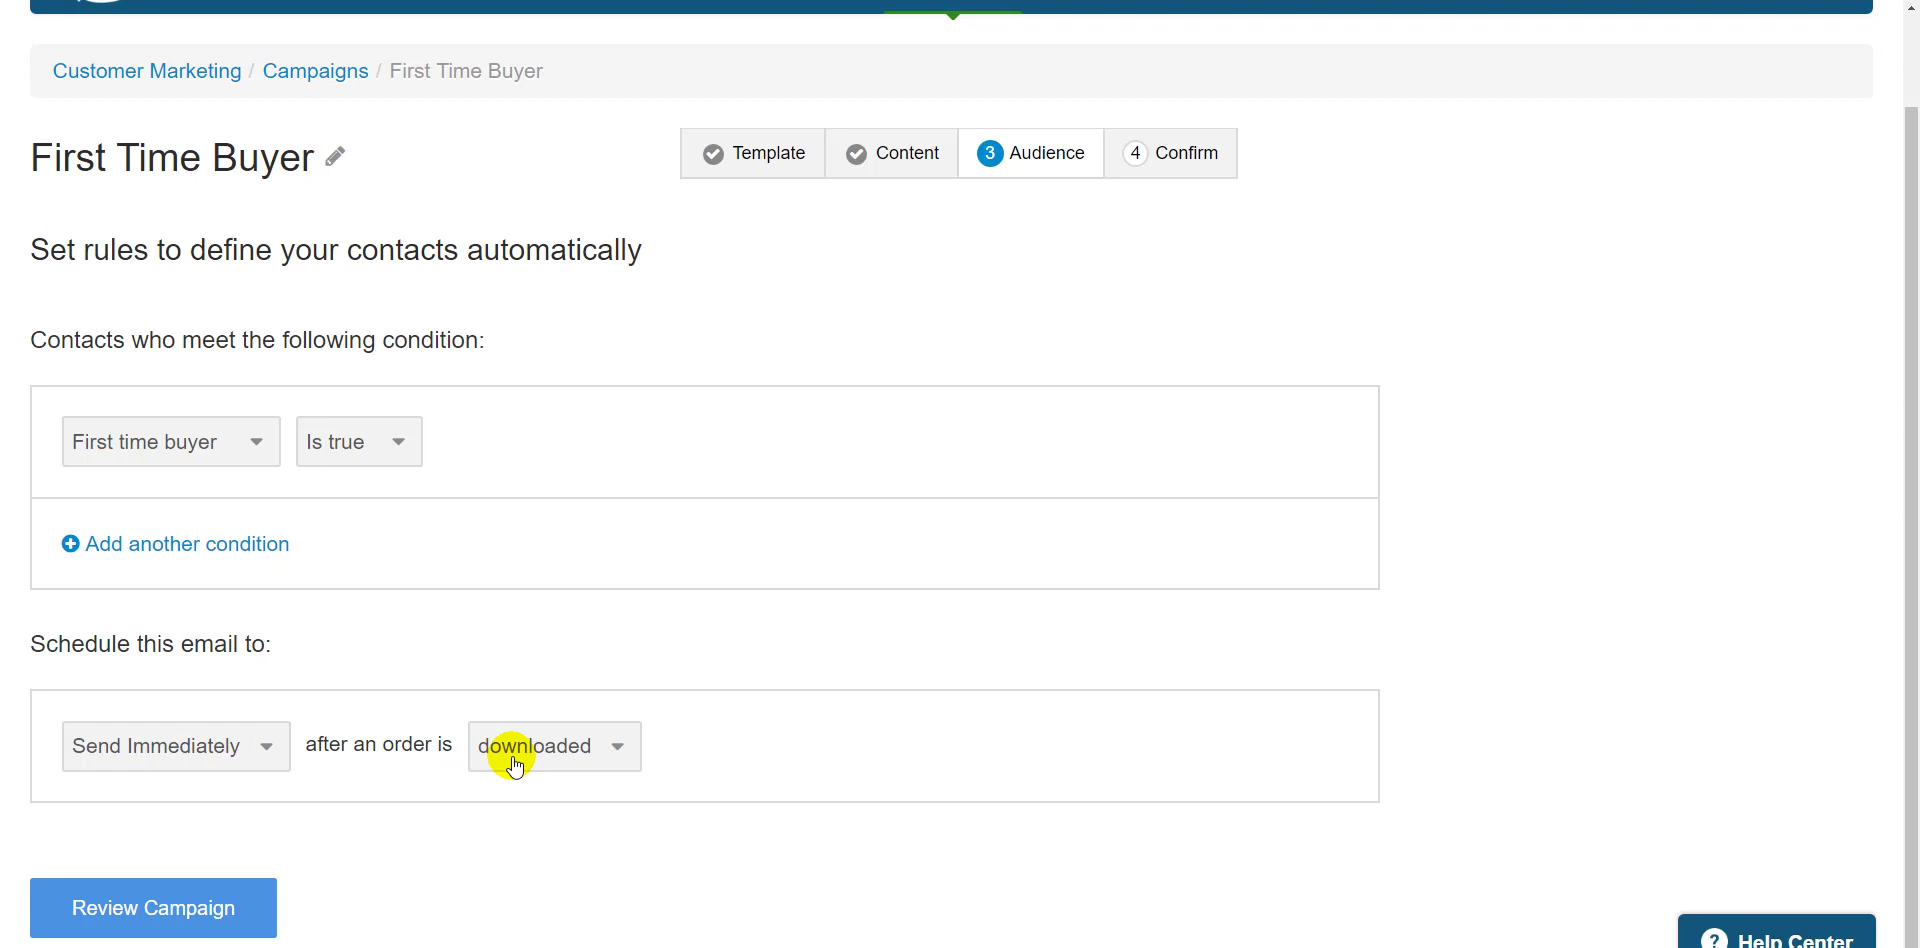 Customer Marketing / Campaigns / First Time Buyer
First Time Buyer
Template
Content
3 Audience
4 Confirm
Set rules to define your contacts automatically
Contacts who meet the following condition:
First time buyer
Is true
Add another condition
Schedule this email to:
Send Immediately after an order is downloaded
Review Campaign
? Help Center